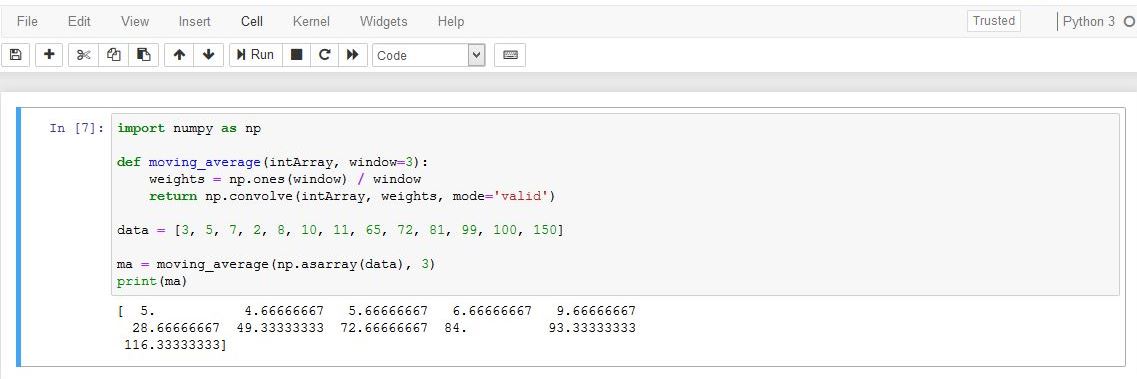 File Edit View Insert Cell Kernel Widgets Help Trusted Python 3
Run Code
In [7]: import numpy as np
def moving_average(intArray, window=3):
    weights = np.ones(window) / window
    return np.convolve(intArray, weights, mode='valid')
data = [3, 5, 7, 2, 8, 10, 11, 65, 72, 81, 99, 100, 150]
ma = moving_average(np.asarray(data), 3)
print(ma)
[  5.           4.66666667   5.66666667   6.66666667   9.66666667
  28.66666667  49.33333333  72.66666667  84.          93.33333333
 116.33333333]